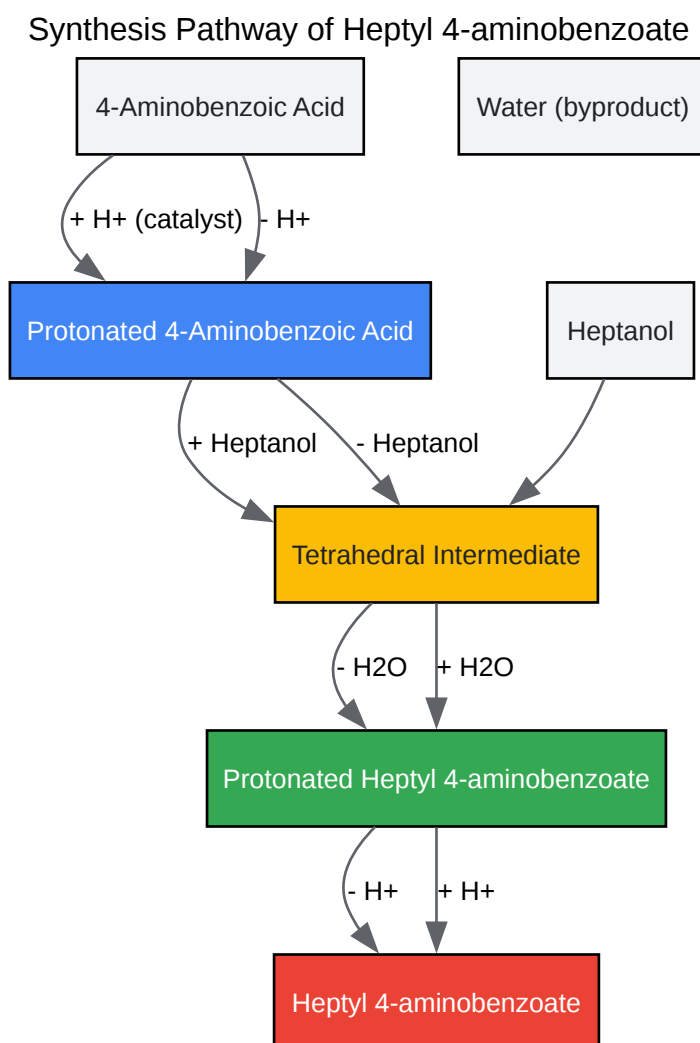 Synthesis Pathway of Heptyl 4-aminobenzoate
4-Aminobenzoic Acid
Water (byproduct)
+ H+ (catalyst)
- H+
Protonated 4-Aminobenzoic Acid
Heptanol
+ Heptanol
- Heptanol
Tetrahedral Intermediate
- H2O
+ H2O
Protonated Heptyl 4-aminobenzoate
- H+
+ H+
Heptyl 4-aminobenzoate